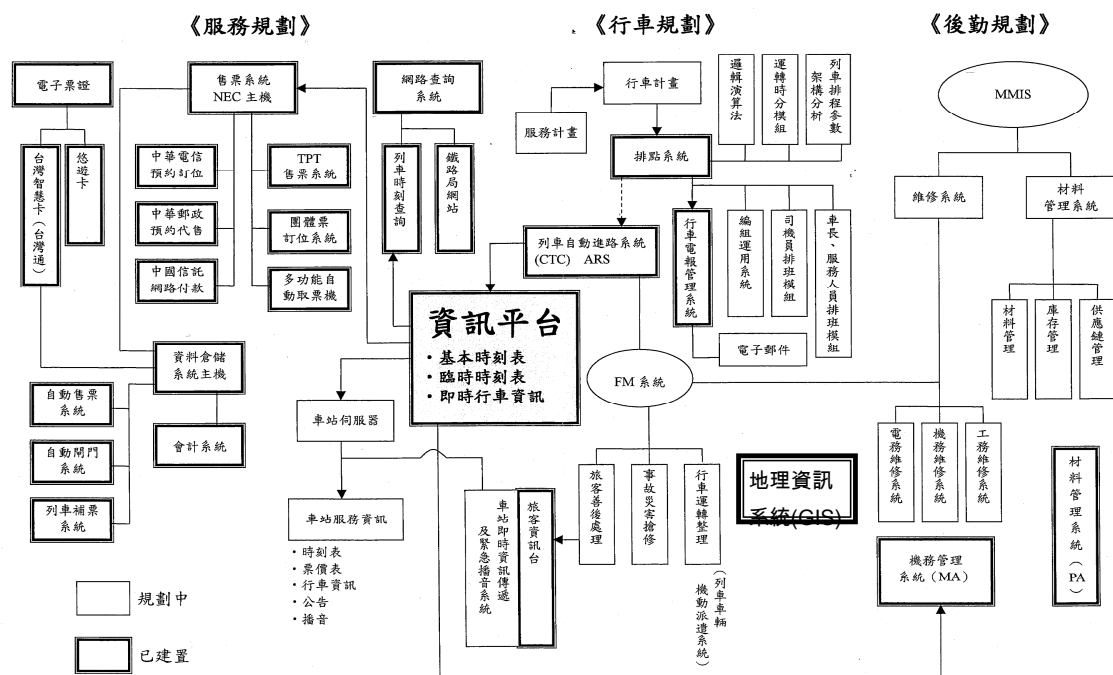 《服務規劃》
《行車規劃》
《後勤規劃》
電子票證
台灣智慧卡(台灣通)
悠遊卡
售票系統
NEC 主機
中華電信
預約訂位
中華郵政
預約代售
中國信託
網路付款
TPT
售票系統
團體票
訂位系統
多功能自
動取票機
網路查詢
系統
列車時刻查詢
鐵路局網站
資料倉儲
系統主機
自動售票
系統
自動閘門
系統
列車補票
系統
會計系統
規劃中
已建置
資訊平台
・基本時刻表
・臨時時刻表
・即時行車資訊
車站伺服器
車站服務資訊
・時刻表
・票價表
・行車資訊
・公告
・播音
車站即時資訊傳遞
及緊急播音系統
旅客資訊台
服務計畫
行車計畫
排點系統
邏輯演算法
運轉時分模組
列車排程參數
架構分析
列車自動進路系統
(CTC) ARS
行車電報管理系統
編組運用系統
司機員排班模組
車長、服務人員排班模組
電子郵件
FM 系統
旅客善後處理
事故災害搶修
行車運轉整理
(列車車輛
機動派遣系統)
地理資訊
系統(GIS)
MMIS
維修系統
材料
管理系統
材料管理
庫存管理
供應鏈管理
電務維修系統
機務維修系統
工務維修系統
機務管理
系統(MA)
材料管理系統(PA)